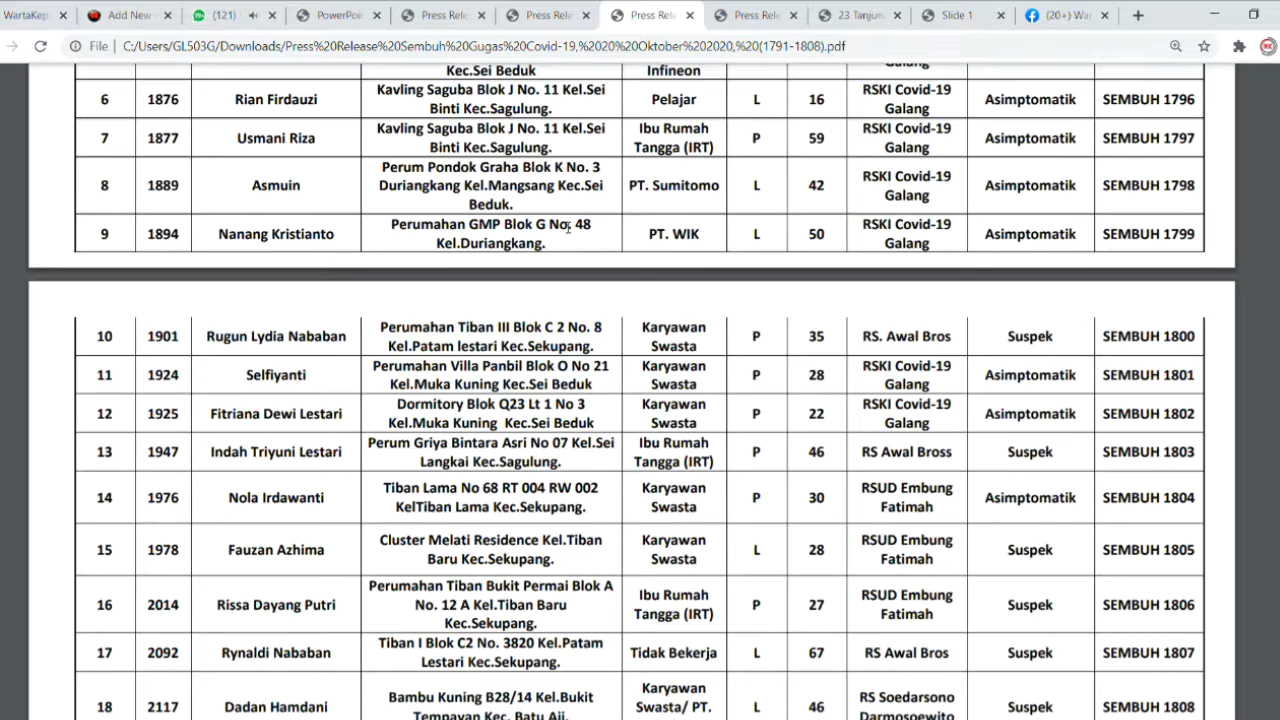 WartaKep
Add New
(121)
PowerPoi
Press Rele
Press Rele
Press Rele
Press Rele
23 Tanjun
Slide 1
(20+) Wa
File
C:/Users/GL503G/Downloads/Press%20Release%20Sembuh%20Gugas%20Covid-19,%2020%20Oktober%202020,%20(1791-1808).pdf
Kec.Sei Beduk
Infineon
Galang
6 1876 Rian Firdauzi Kavling Saguba Blok J No. 11 Kel.Sei Pelajar L 16 RSKI Covid-19 Asimptomatik SEMBUH 1796
Binti Kec.Sagulung. Galang
7 1877 Usmani Riza Kavling Saguba Blok J No. 11 Kel.Sei Ibu Rumah P 59 RSKI Covid-19 Asimptomatik SEMBUH 1797
Binti Kec.Sagulung. Tangga (IRT) Galang
Perum Pondok Graha Blok K No. 3
8 1889 Asmuin Duriangkang Kel.Mangsang Kec.Sei PT. Sumitomo L 42 RSKI Covid-19 Asimptomatik SEMBUH 1798
Beduk. Galang
9 1894 Nanang Kristianto Perumahan GMP Blok G No. 48 PT. WIK L 50 RSKI Covid-19 Asimptomatik SEMBUH 1799
Kel.Duriangkang. Galang
10 1901 Rugun Lydia Nababan Perumahan Tiban III Blok C 2 No. 8 Karyawan P 35 RS. Awal Bros Suspek SEMBUH 1800
Kel.Patam lestari Kec.Sekupang. Swasta
11 1924 Selfiyanti Perumahan Villa Panbil Blok O No 21 Karyawan P 28 RSKI Covid-19 Asimptomatik SEMBUH 1801
Kel.Muka Kuning Kec.Sei Beduk Swasta Galang
12 1925 Fitriana Dewi Lestari Dormitory Blok Q23 Lt 1 No 3 Karyawan P 22 RSKI Covid-19 Asimptomatik SEMBUH 1802
Kel.Muka Kuning Kec.Sei Beduk Swasta Galang
13 1947 Indah Triyuni Lestari Perum Griya Bintara Asri No 07 Kel.Sei Ibu Rumah P 46 RS Awal Bross Suspek SEMBUH 1803
Langkai Kec.Sagulung. Tangga (IRT)
14 1976 Nola Irdawanti Tiban Lama No 68 RT 004 RW 002 Karyawan P 30 RSUD Embung Asimptomatik SEMBUH 1804
KelTiban Lama Kec.Sekupang. Swasta Fatimah
15 1978 Fauzan Azhima Cluster Melati Residence Kel.Tiban Karyawan L 28 RSUD Embung Suspek SEMBUH 1805
Baru Kec.Sekupang. Swasta Fatimah
Perumahan Tiban Bukit Permai Blok A
16 2014 Rissa Dayang Putri No. 12 A Kel.Tiban Baru Ibu Rumah P 27 RSUD Embung Suspek SEMBUH 1806
Kec.Sekupang. Tangga (IRT) Fatimah
17 2092 Rynaldi Nababan Tiban I Blok C2 No. 3820 Kel.Patam Tidak Bekerja L 67 RS Awal Bros Suspek SEMBUH 1807
Lestari Kec.Sekupang.
18 2117 Dadan Hamdani Bambu Kuning B28/14 Kel.Bukit Karyawan L 46 RS Soedarsono Suspek SEMBUH 1808
Tempayan Kec. Batu Aji. Swasta/ PT. Darmosoewito